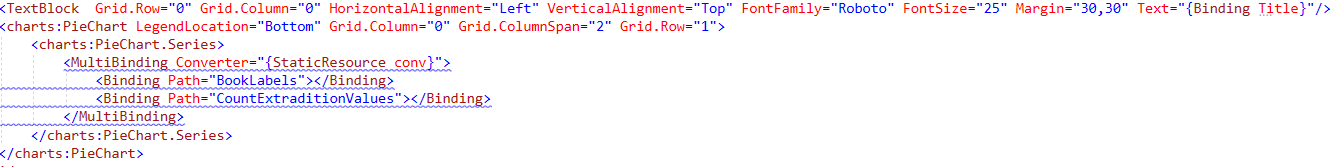 <TextBlock  Grid.Row="0" Grid.Column="0" HorizontalAlignment="Left" VerticalAlignment="Top" FontFamily="Roboto" FontSize="25" Margin="30,30" Text="{Binding Title}"/>
<charts:PieChart LegendLocation="Bottom" Grid.Column="0" Grid.ColumnSpan="2" Grid.Row="1">
    <charts:PieChart.Series>
        <MultiBinding Converter="{StaticResource conv}">
            <Binding Path="BookLabels"></Binding>
            <Binding Path="CountExtraditionValues"></Binding>
        </MultiBinding>
    </charts:PieChart.Series>
</charts:PieChart>